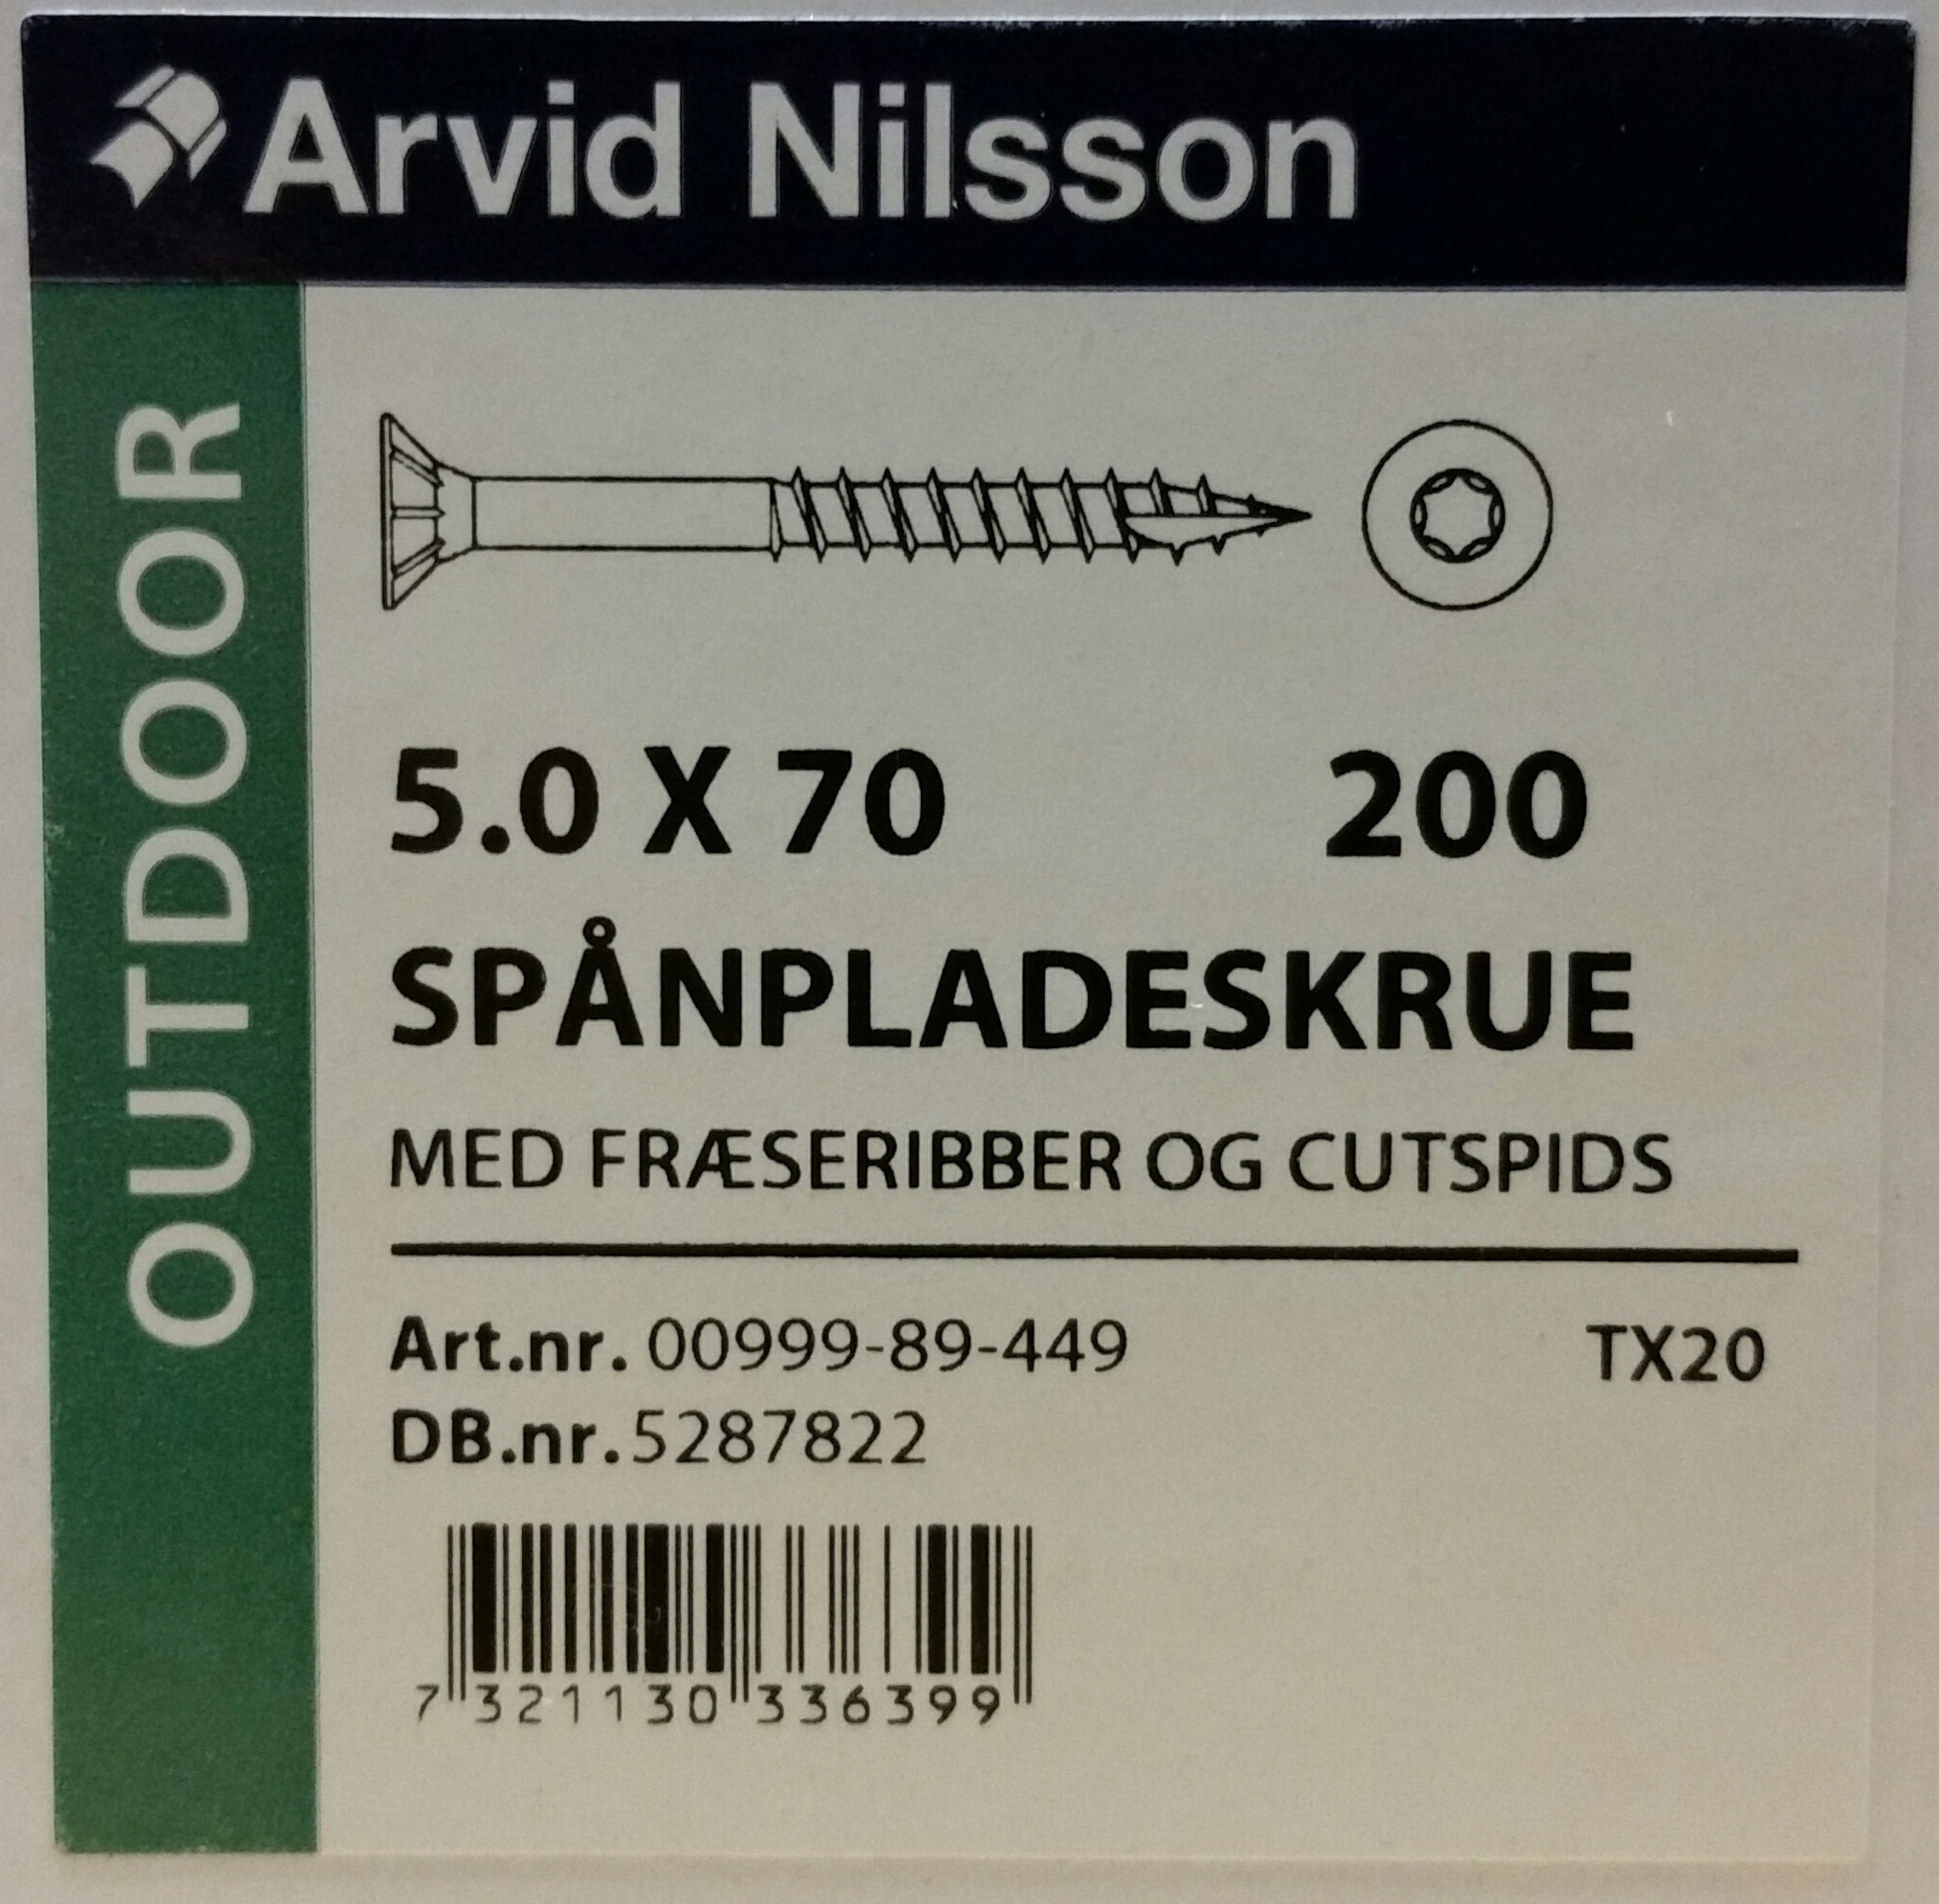 Arvid Nilsson
OUTDOOR
5.0 X 70 200
SPÅNPLADESKRUE
MED FRÆSERIBBER OG CUTSPIDS
Art.nr. 00999-89-449 TX20
DB.nr. 5287822
7 321130 336399